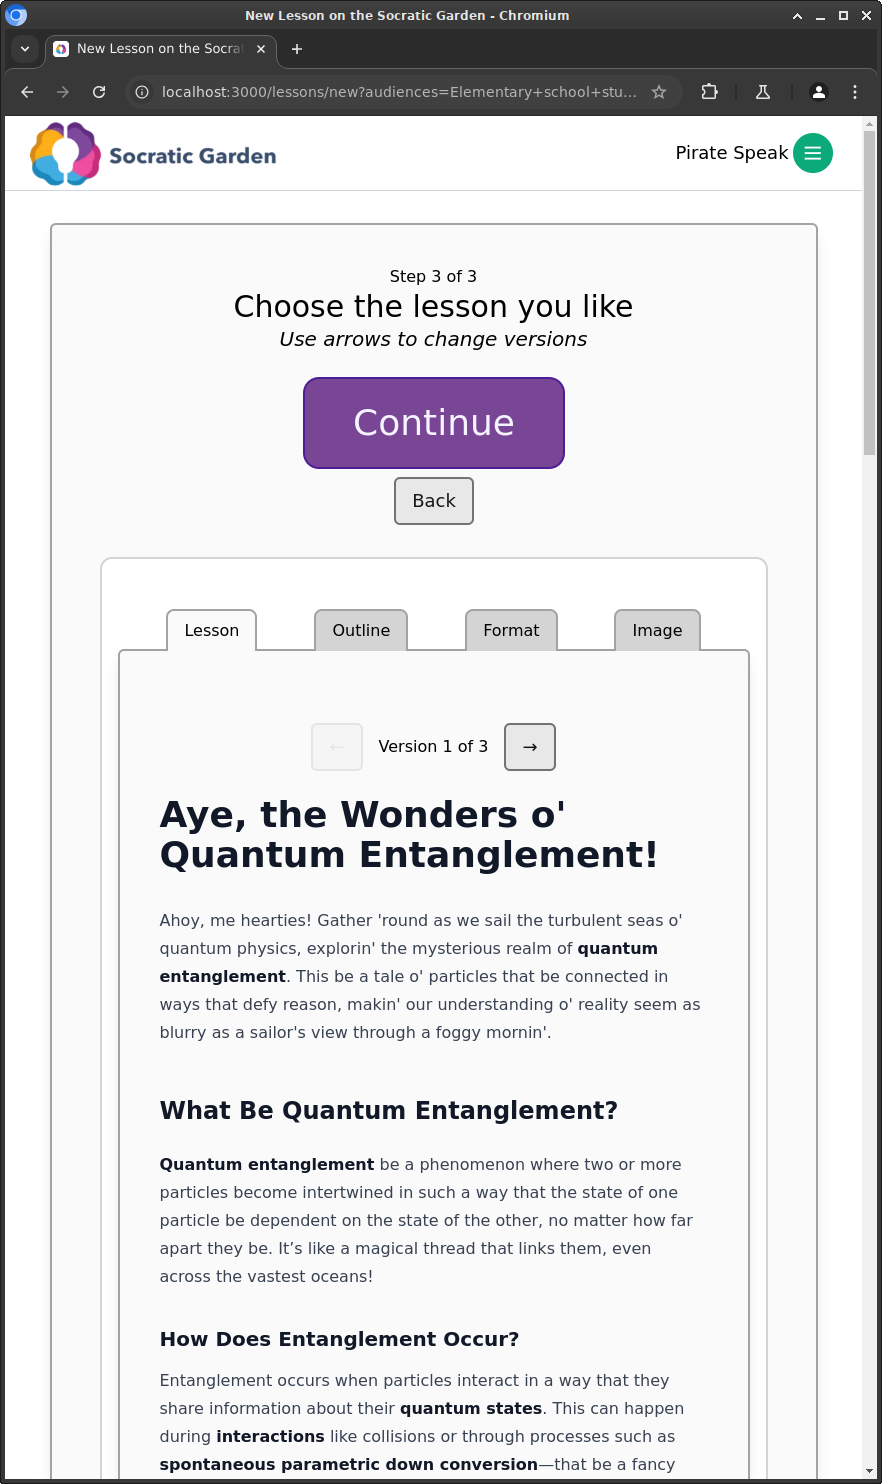 New Lesson on the Socratic Garden - Chromium
New Lesson on the Socrat
localhost:3000/lessons/new?audiences=Elementary+school+stu...
Socratic Garden
Pirate Speak
Step 3 of 3
Choose the lesson you like
Use arrows to change versions
Continue
Back
Lesson Outline Format Image
← Version 1 of 3 →
Aye, the Wonders o'
Quantum Entanglement!
Ahoy, me hearties! Gather 'round as we sail the turbulent seas o'
quantum physics, explorin' the mysterious realm of quantum
entanglement. This be a tale o' particles that be connected in
ways that defy reason, makin' our understanding o' reality seem as
blurry as a sailor's view through a foggy mornin'.
What Be Quantum Entanglement?
Quantum entanglement be a phenomenon where two or more
particles become intertwined in such a way that the state of one
particle be dependent on the state of the other, no matter how far
apart they be. It’s like a magical thread that links them, even
across the vastest oceans!
How Does Entanglement Occur?
Entanglement occurs when particles interact in a way that they
share information about their quantum states. This can happen
during interactions like collisions or through processes such as
spontaneous parametric down conversion—that be a fancy